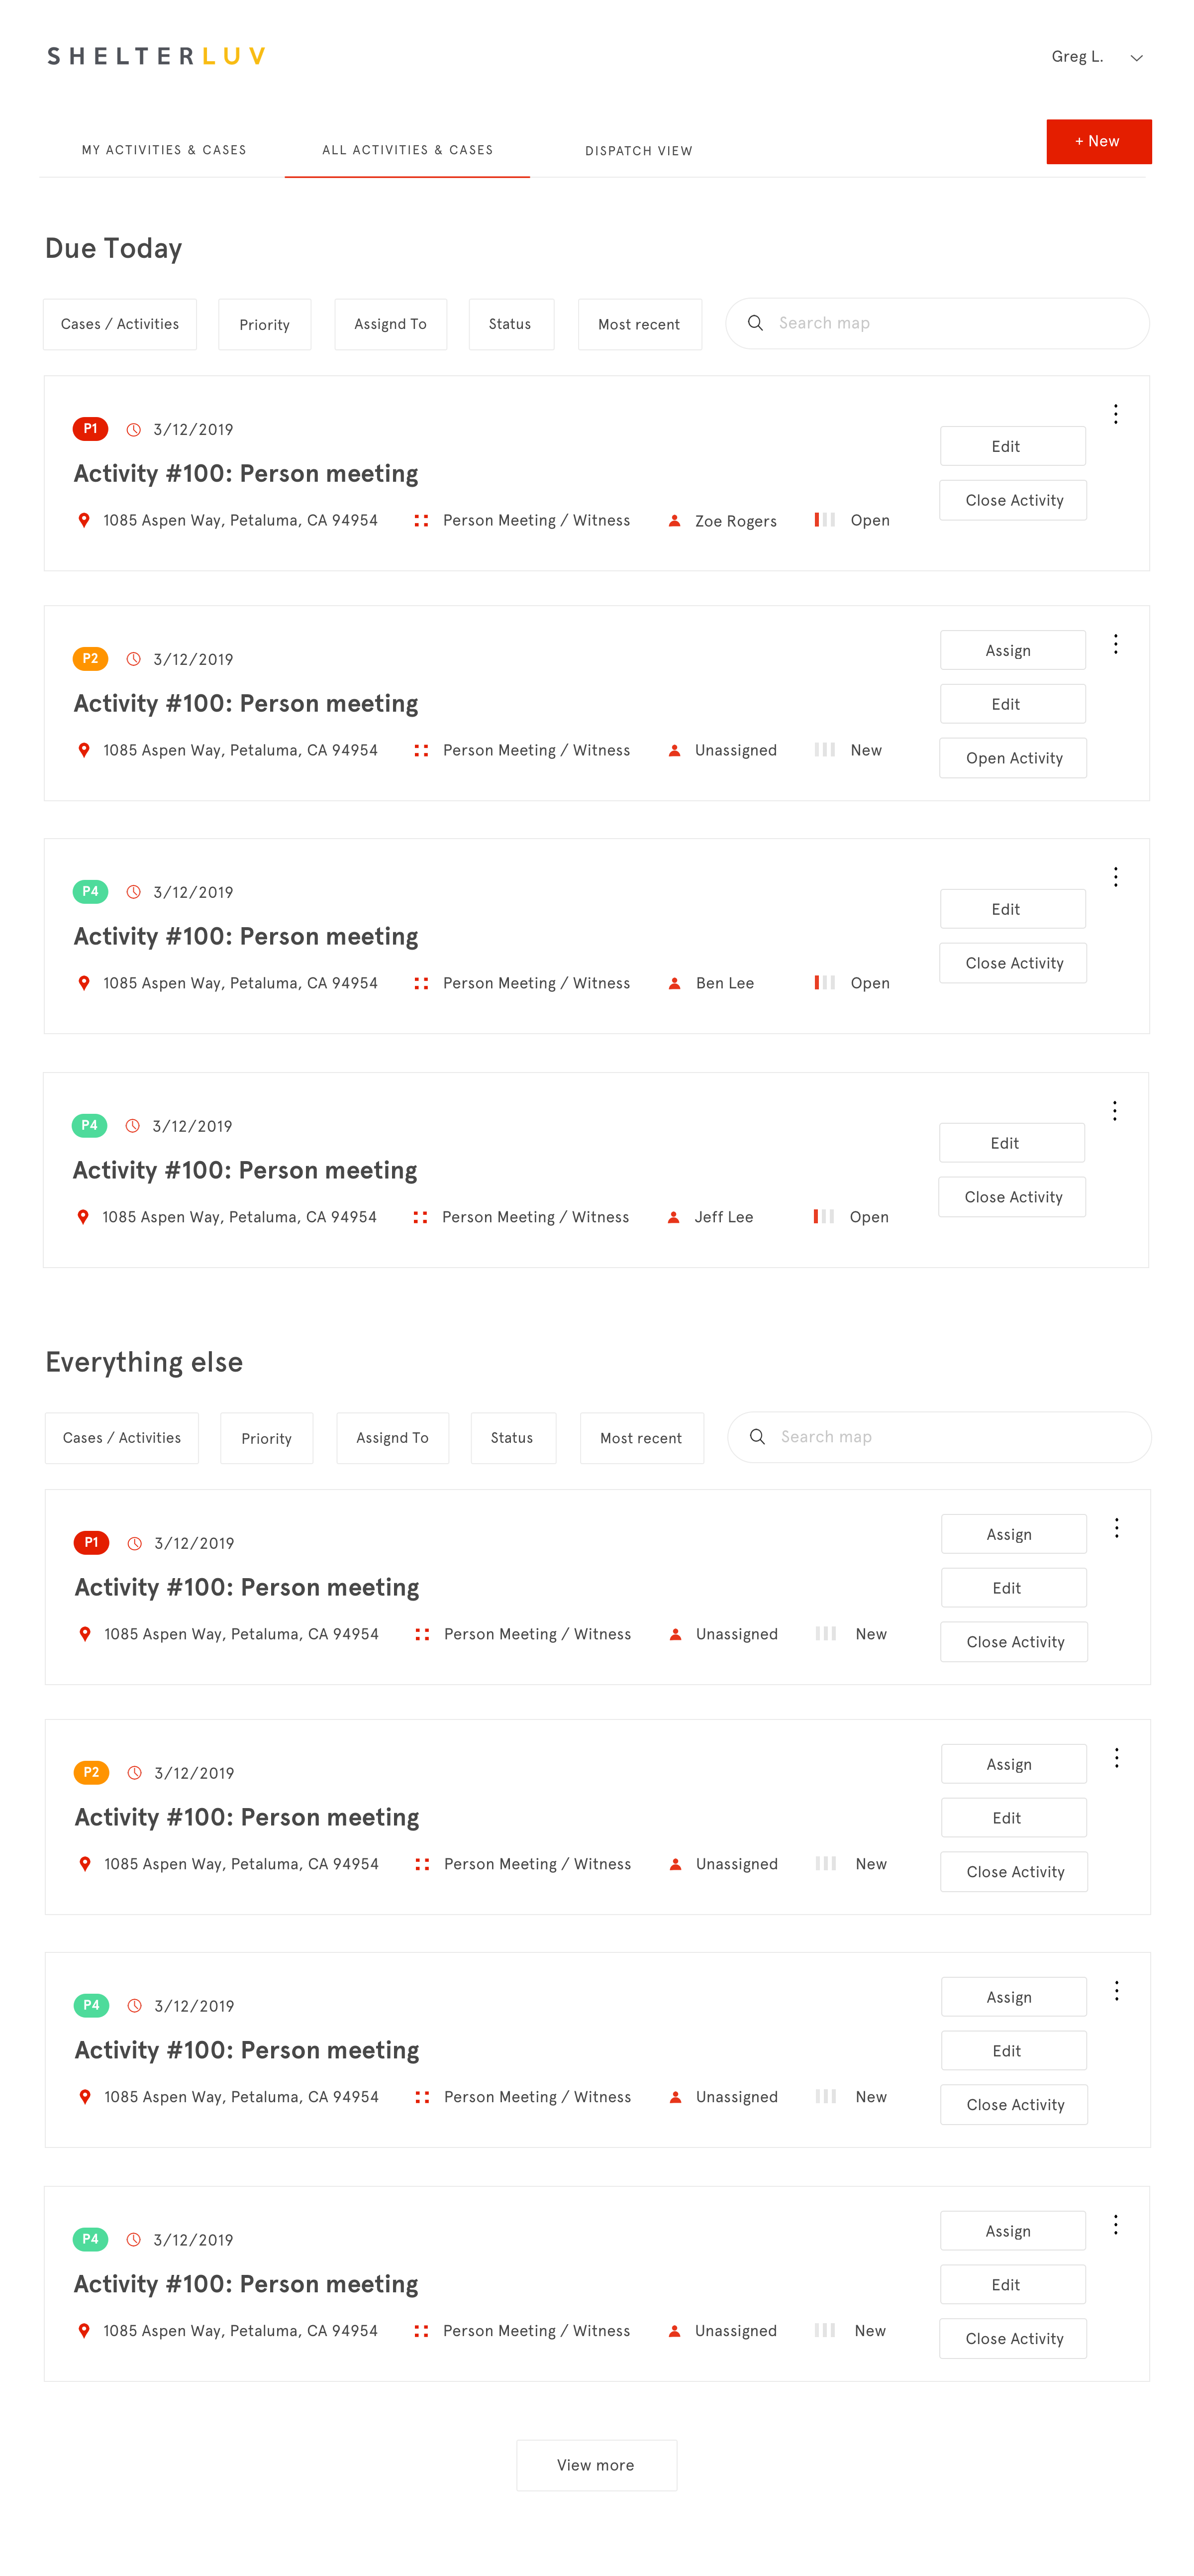 SHELTERLUV
Greg L.
MY ACTIVITIES & CASES
ALL ACTIVITIES & CASES
DISPATCH VIEW
+ New
Due Today
Cases / Activities
Priority
Assignd To
Status
Most recent
Search map
P1
3/12/2019
Activity #100: Person meeting
1085 Aspen Way, Petaluma, CA 94954
Person Meeting / Witness
Zoe Rogers
Open
Edit
Close Activity
P2
3/12/2019
Activity #100: Person meeting
1085 Aspen Way, Petaluma, CA 94954
Person Meeting / Witness
Unassigned
New
Assign
Edit
Open Activity
P4
3/12/2019
Activity #100: Person meeting
1085 Aspen Way, Petaluma, CA 94954
Person Meeting / Witness
Ben Lee
Open
Edit
Close Activity
P4
3/12/2019
Activity #100: Person meeting
1085 Aspen Way, Petaluma, CA 94954
Person Meeting / Witness
Jeff Lee
Open
Edit
Close Activity
Everything else
Cases / Activities
Priority
Assignd To
Status
Most recent
Search map
P1
3/12/2019
Activity #100: Person meeting
1085 Aspen Way, Petaluma, CA 94954
Person Meeting / Witness
Unassigned
New
Assign
Edit
Close Activity
P2
3/12/2019
Activity #100: Person meeting
1085 Aspen Way, Petaluma, CA 94954
Person Meeting / Witness
Unassigned
New
Assign
Edit
Close Activity
P4
3/12/2019
Activity #100: Person meeting
1085 Aspen Way, Petaluma, CA 94954
Person Meeting / Witness
Unassigned
New
Assign
Edit
Close Activity
P4
3/12/2019
Activity #100: Person meeting
1085 Aspen Way, Petaluma, CA 94954
Person Meeting / Witness
Unassigned
New
Assign
Edit
Close Activity
View more